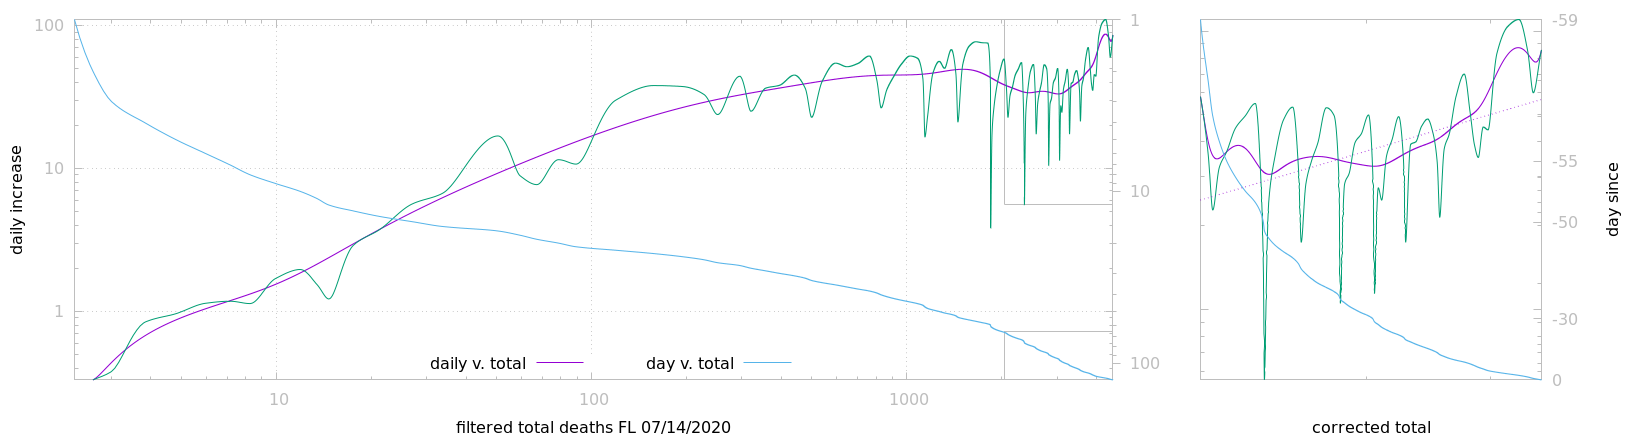 100
10
1
daily increase
10
100
1000
daily v. total
day v. total
filtered total deaths FL 07/14/2020
1
10
100
-59
-55
-50
-30
0
day since
corrected total